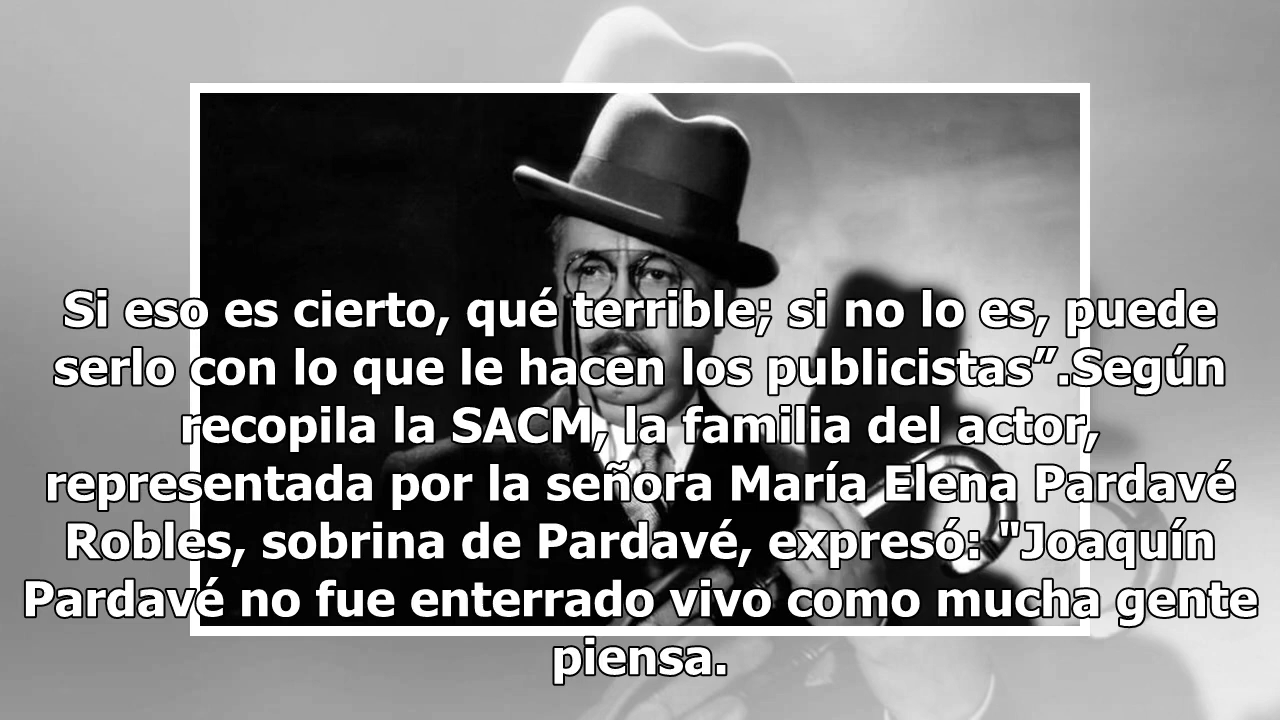 Si eso es cierto, qué terrible; si no lo es, puede
serlo con lo que le hacen los publicistas”.Según
recopila la SACM, la familia del actor,
representada por la señora María Elena Pardavé
Robles, sobrina de Pardavé, expresó: "Joaquín
Pardavé no fue enterrado vivo como mucha gente
piensa.